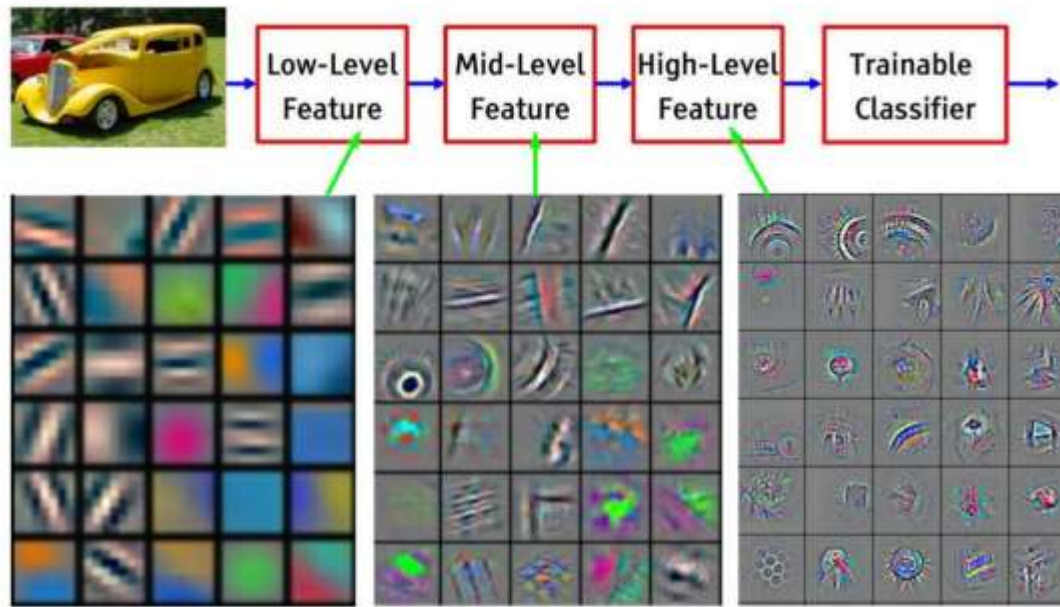 Low-Level
Feature
Mid-Level
Feature
High-Level
Feature
Trainable
Classifier